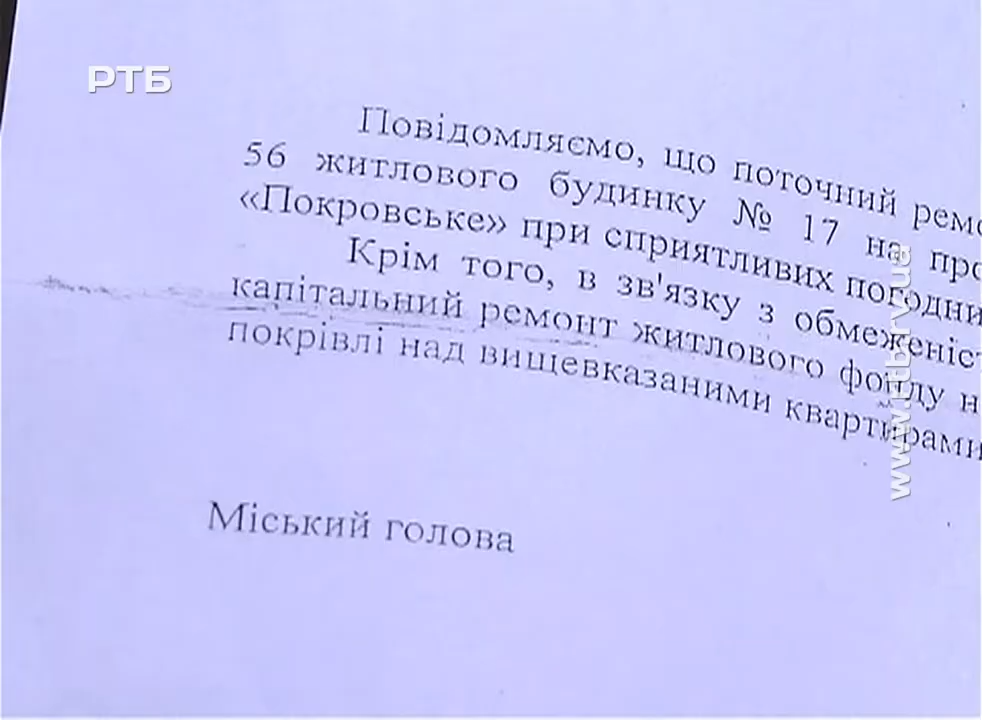 РТБ
Повідомляємо, що поточний ремо
56 житлового будинку № 17 на про
«Покровське» при сприятливих погодни
Крім того, в зв'язку з обмеженіст
капітальний ремонт житлового фонду н
покрівлі над вищевказаними квартирами
Міський голова